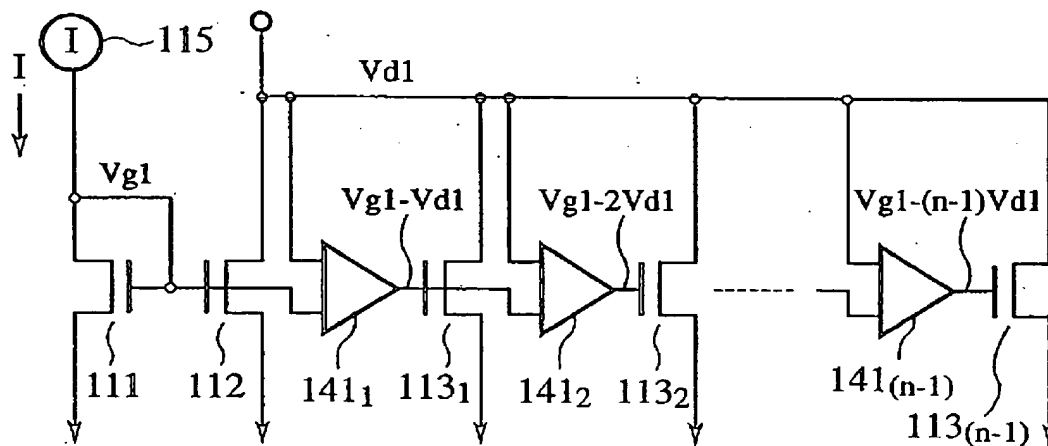 I
115
I
Vd1
Vg1
Vg1-Vd1
Vg1-2Vd1
Vg1-(n-1)Vd1
111
112
141₁
113₁
141₂
113₂
141(n-1)
113(n-1)